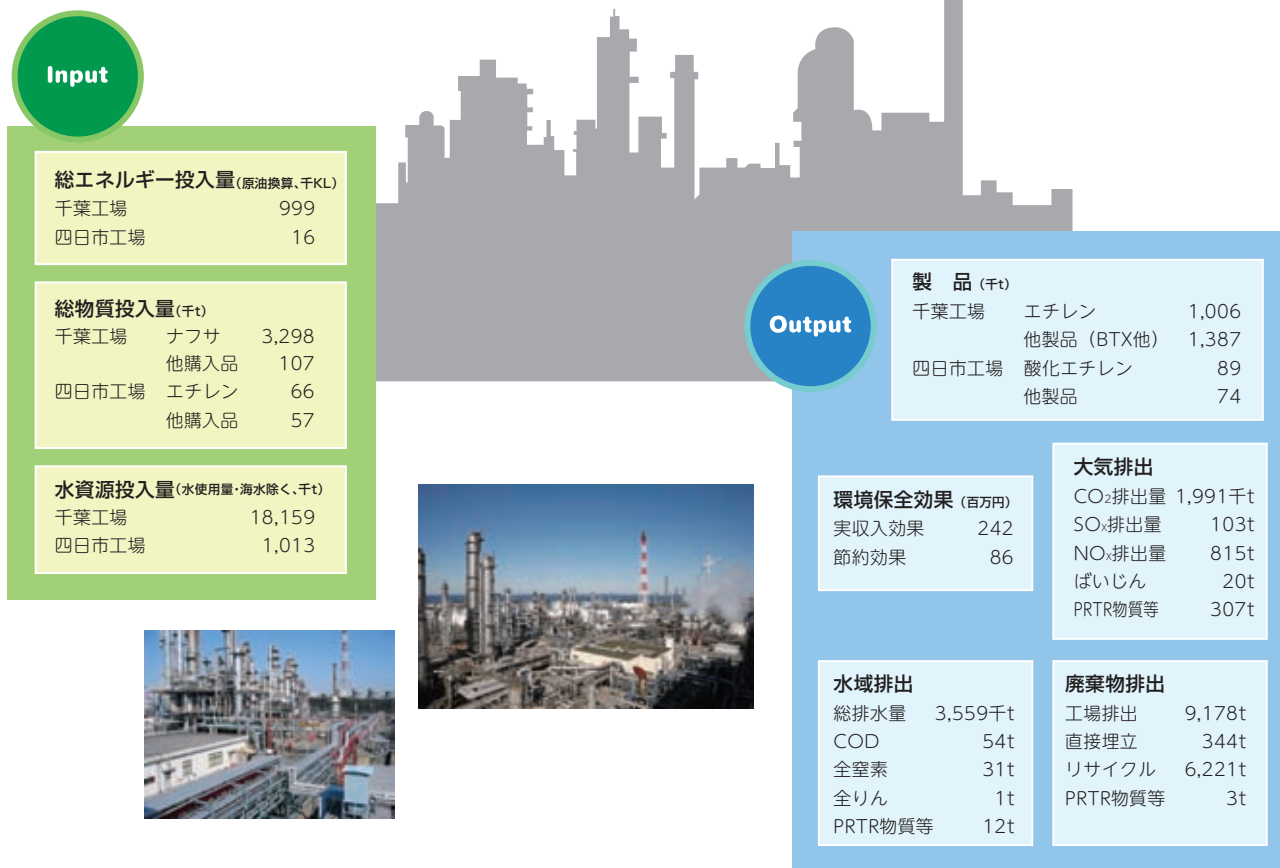 Input
総エネルギー投入量(原油換算、千KL)
千葉工場 999
四日市工場 16
総物質投入量(千t)
千葉工場 ナフサ 3,298
他購入品 107
四日市工場 エチレン 66
他購入品 57
水資源投入量(水使用量・海水除く、千t)
千葉工場 18,159
四日市工場 1,013
Output
製 品 (千t)
千葉工場 エチレン 1,006
他製品(BTX他) 1,387
四日市工場 酸化エチレン 89
他製品 74
環境保全効果 (百万円)
実収入効果 242
節約効果 86
大気排出
CO₂排出量 1,991千t
SOx排出量 103t
NOx排出量 815t
ばいじん 20t
PRTR物質等 307t
水域排出
総排水量 3,559千t
COD 54t
全窒素 31t
全りん 1t
PRTR物質等 12t
廃棄物排出
工場排出 9,178t
直接埋立 344t
リサイクル 6,221t
PRTR物質等 3t